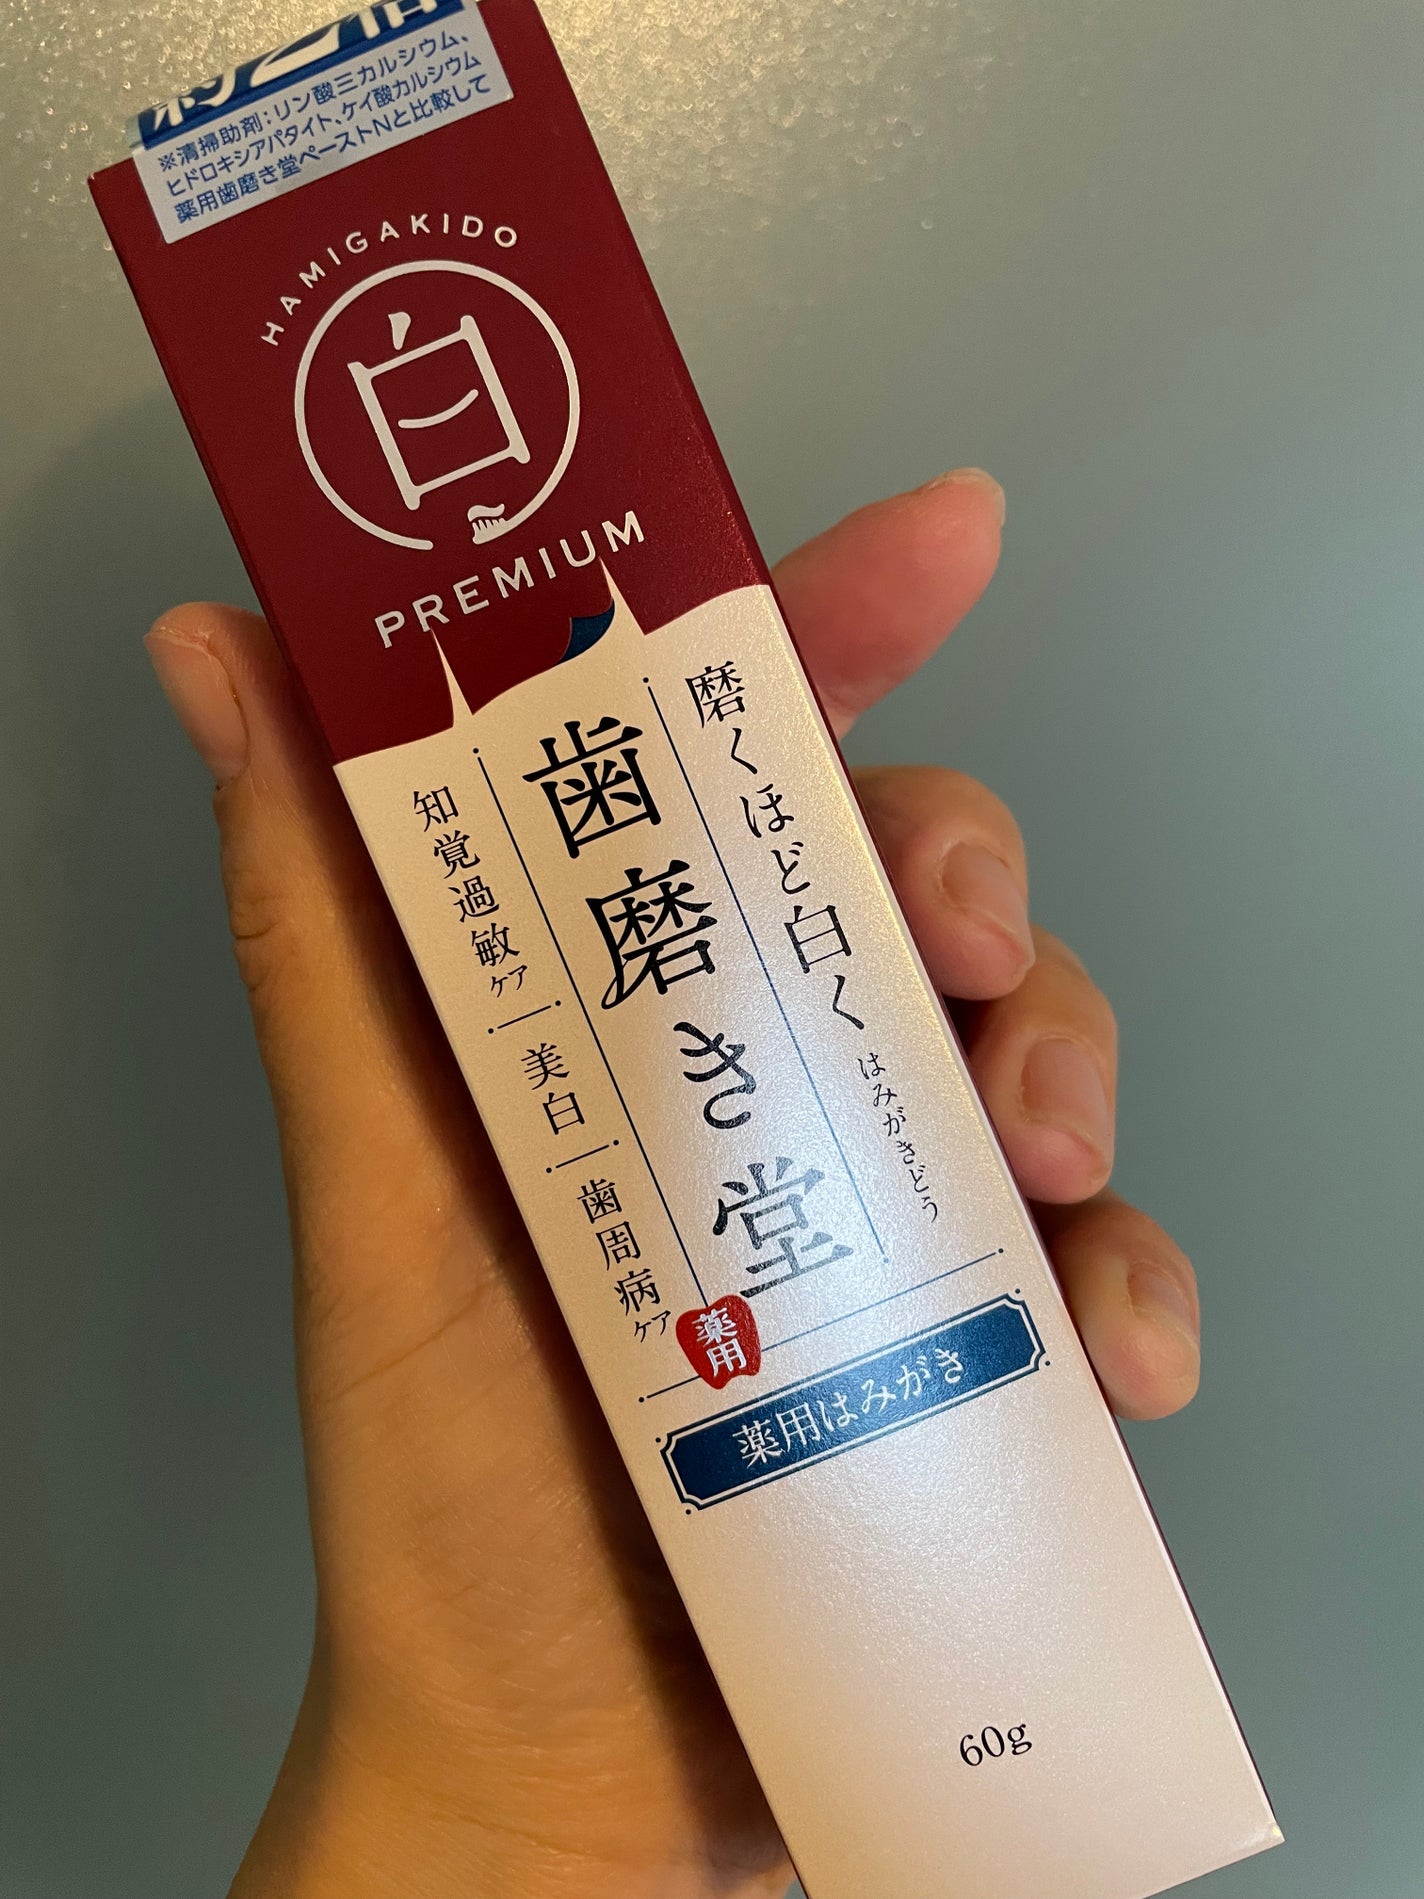 約2倍
※清掃助剤：リン酸三カルシウム、
ヒドロキシアパタイト、ケイ酸カルシウム
薬用歯磨き堂ペーストNと比較して
HAMIGAKIDO
白
PREMIUM
磨くほど白く
はみがきどう
歯磨き堂
知覚過敏ケア
美白
歯周病ケア
薬用
薬用はみがき
60g